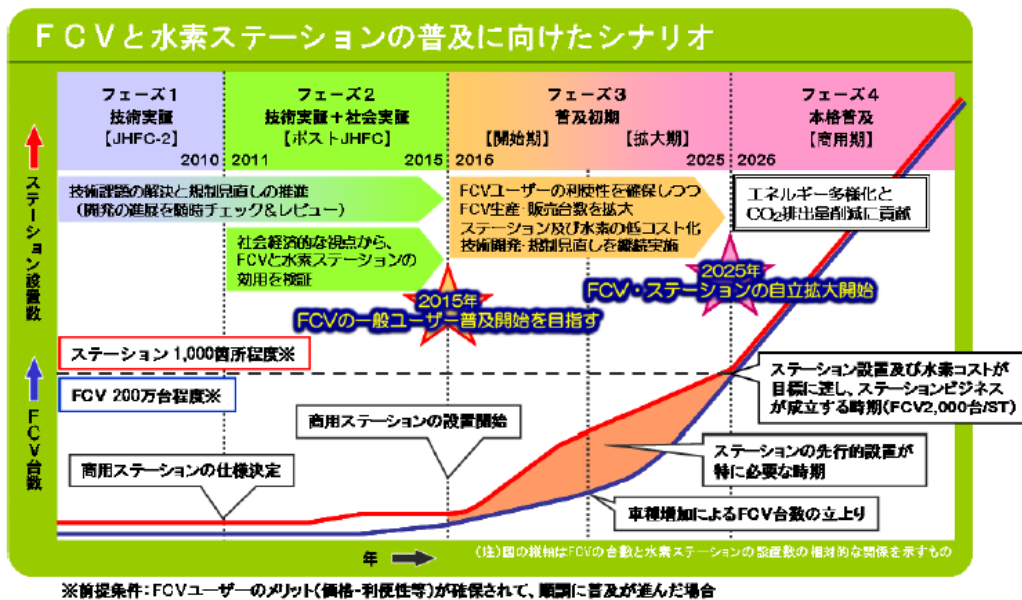 FCVと水素ステーションの普及に向けたシナリオ
フェーズ1
技術実証
【JHFC-2】
2010
フェーズ2
技術実証+社会実証
【ポストJHFC】
2011
2015
フェーズ3
普及初期
【開始期】
【拡大期】
2016
2025
フェーズ4
本格普及
【商用期】
2026
ステーション設置数
FCV台数
技術課題の解決と規制見直しの推進
(開発の進展を随時チェック&レビュー)
社会経済的な視点から、
FCVと水素ステーションの
効用を検証
FCVユーザーの利便性を確保しつつ
FCV生産・販売台数を拡大
ステーション及び水素の低コスト化
技術開発・規制見直しを継続実施
エネルギー多様化と
CO₂排出量削減に貢献
2015年
FCVの一般ユーザー普及開始を目指す
2025年
FCV・ステーションの自立拡大開始
ステーション1,000箇所程度※
FCV 200万台程度※
商用ステーションの仕様決定
商用ステーションの設置開始
ステーション設置及び水素コストが
目標に達し、ステーションビジネス
が成立する時期(FCV2,000台/ST)
ステーションの先行的設置が
特に必要な時期
車種増加によるFCV台数の立上り
年
(注)図の縦軸はFCVの台数と水素ステーションの設置数の相対的な関係を示すもの
※前提条件:FCVユーザーのメリット(価格・利便性等)が確保されて、順調に普及が進んだ場合